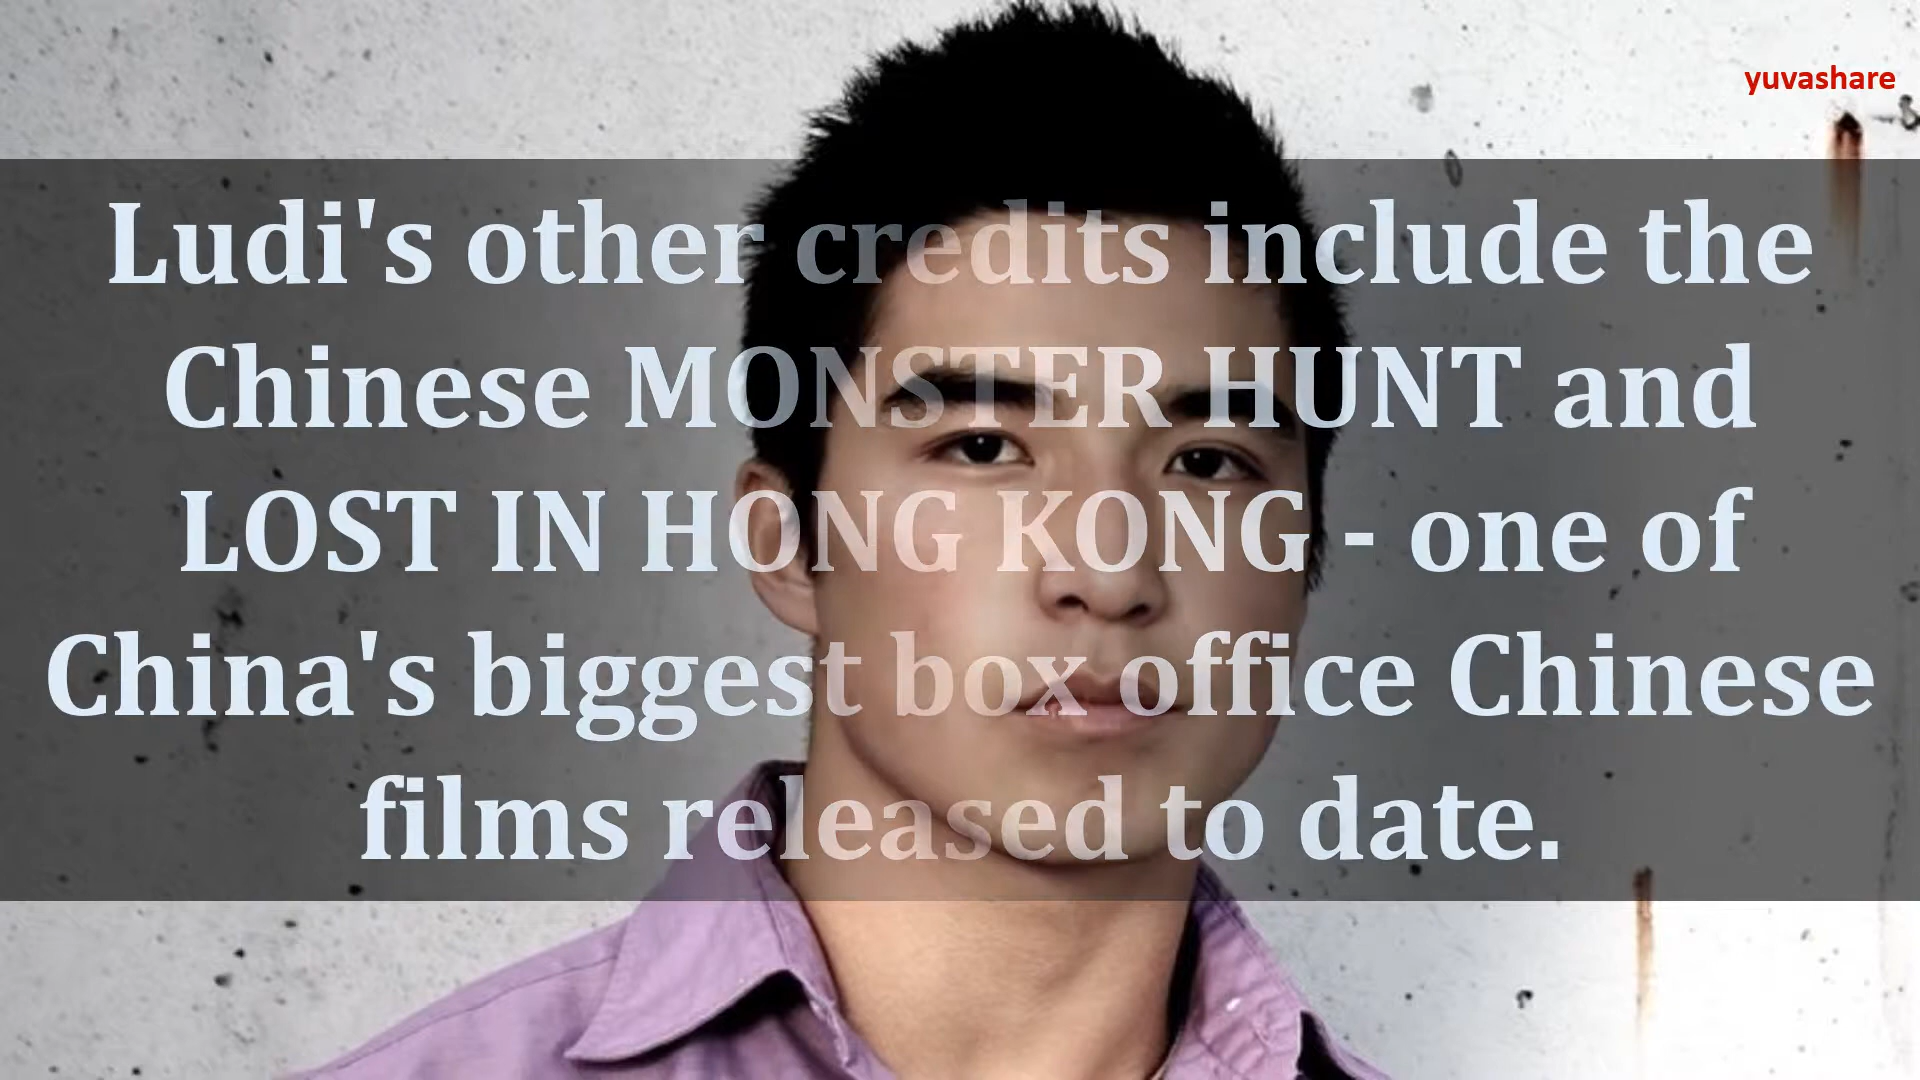 yuvashare
Ludi's other credits include the
Chinese MONSTER HUNT and
LOST IN HONG KONG - one of
China's biggest box office Chinese
films released to date.